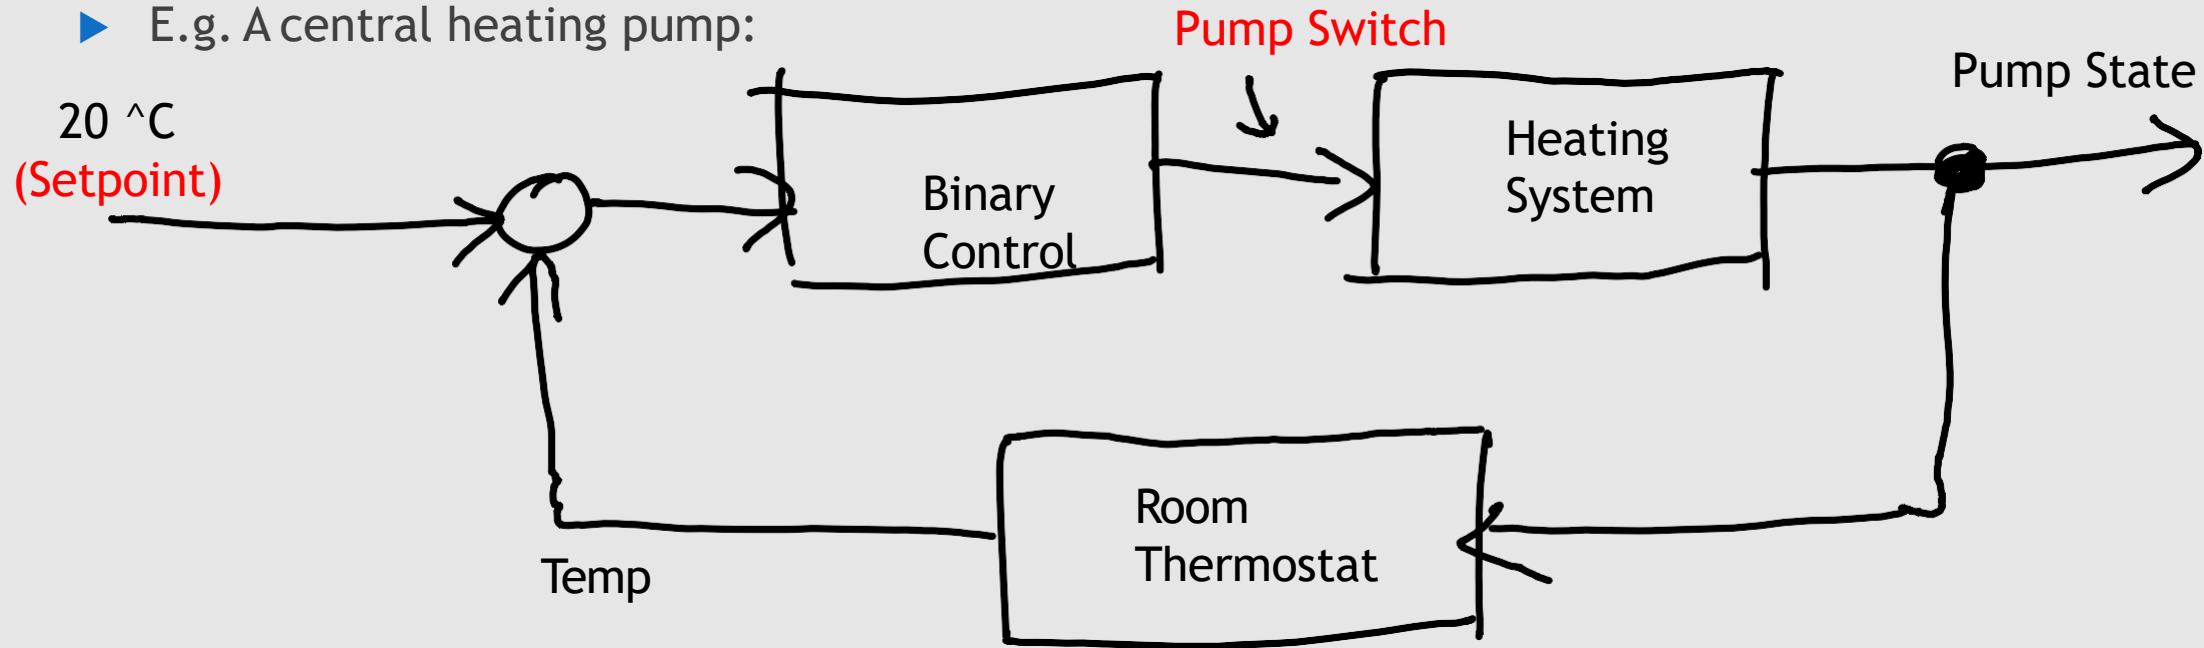 E.g. A central heating pump:
Pump Switch
Pump State
20 ^C
(Setpoint)
Binary
Control
Heating
System
Room
Thermostat
Temp